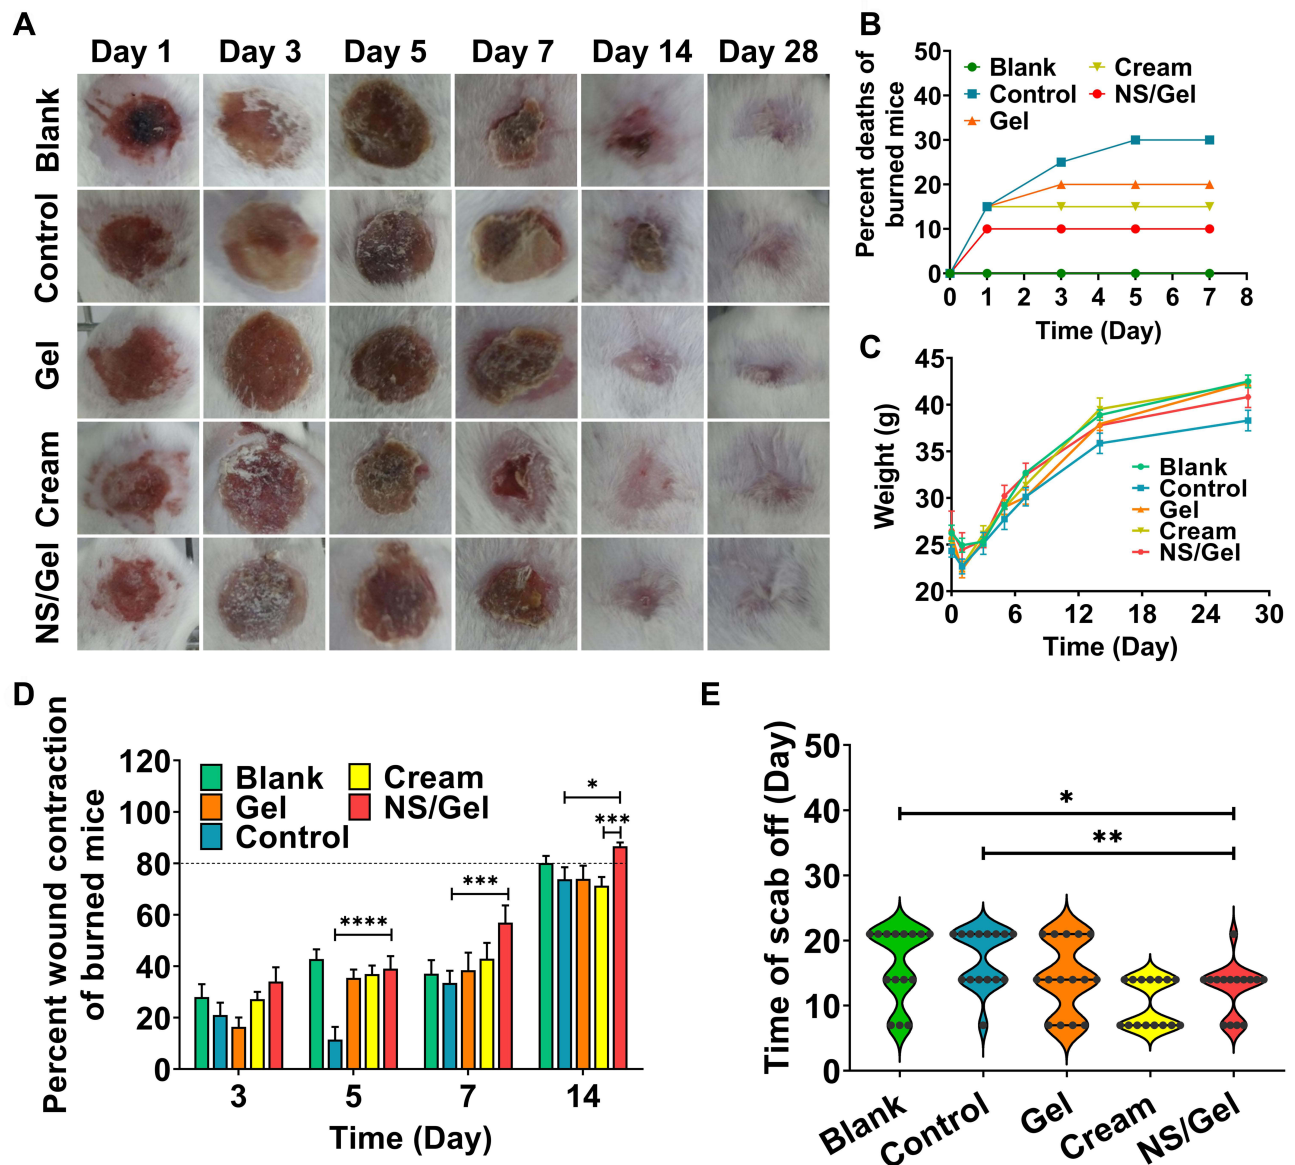 A
Day 1 Day 3 Day 5 Day 7 Day 14 Day 28
Blank
Control
Gel
Cream
NS/Gel
B
Percent deaths of
burned mice
50
40
30
20
10
0
Blank
Control
Gel
Cream
NS/Gel
0 1 2 3 4 5 6 7 8
Time (Day)
C
Weight (g)
45
40
35
30
25
20
Blank
Control
Gel
Cream
NS/Gel
0 6 12 18 24 30
Time (Day)
D
Percent wound contraction
of burned mice
120
100
80
60
40
20
0
Blank
Gel
Control
Cream
NS/Gel
****
***
*
***
3 5 7 14
Time (Day)
E
Time of scab off (Day)
50
40
30
20
10
0
*
**
Blank
Control
Gel
Cream
NS/Gel